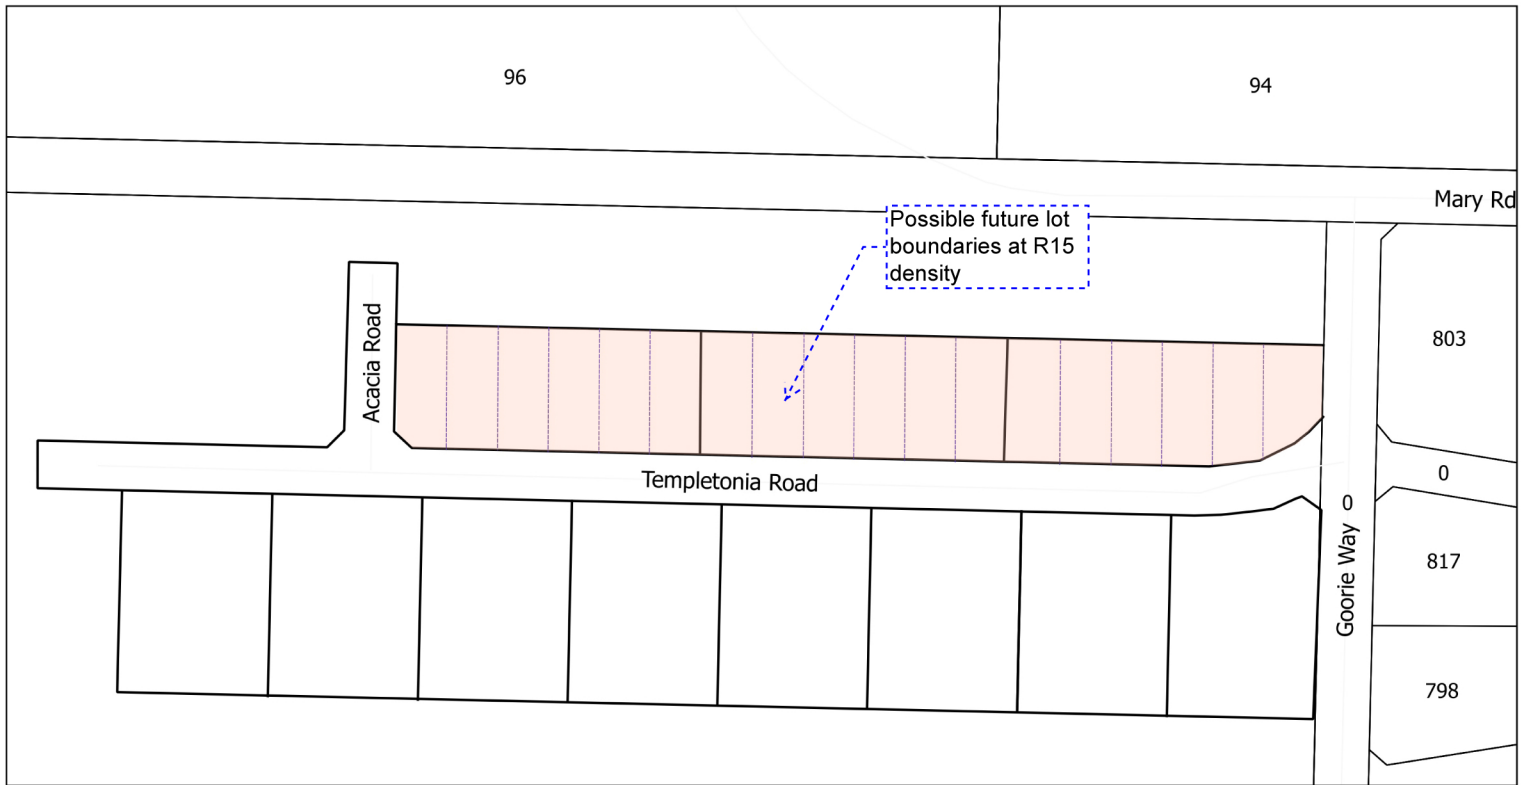 96
94
Mary Rd
Possible future lot
boundaries at R15
density
Acacia Road
803
0
Templetonia Road
0
Goorie Way
817
798